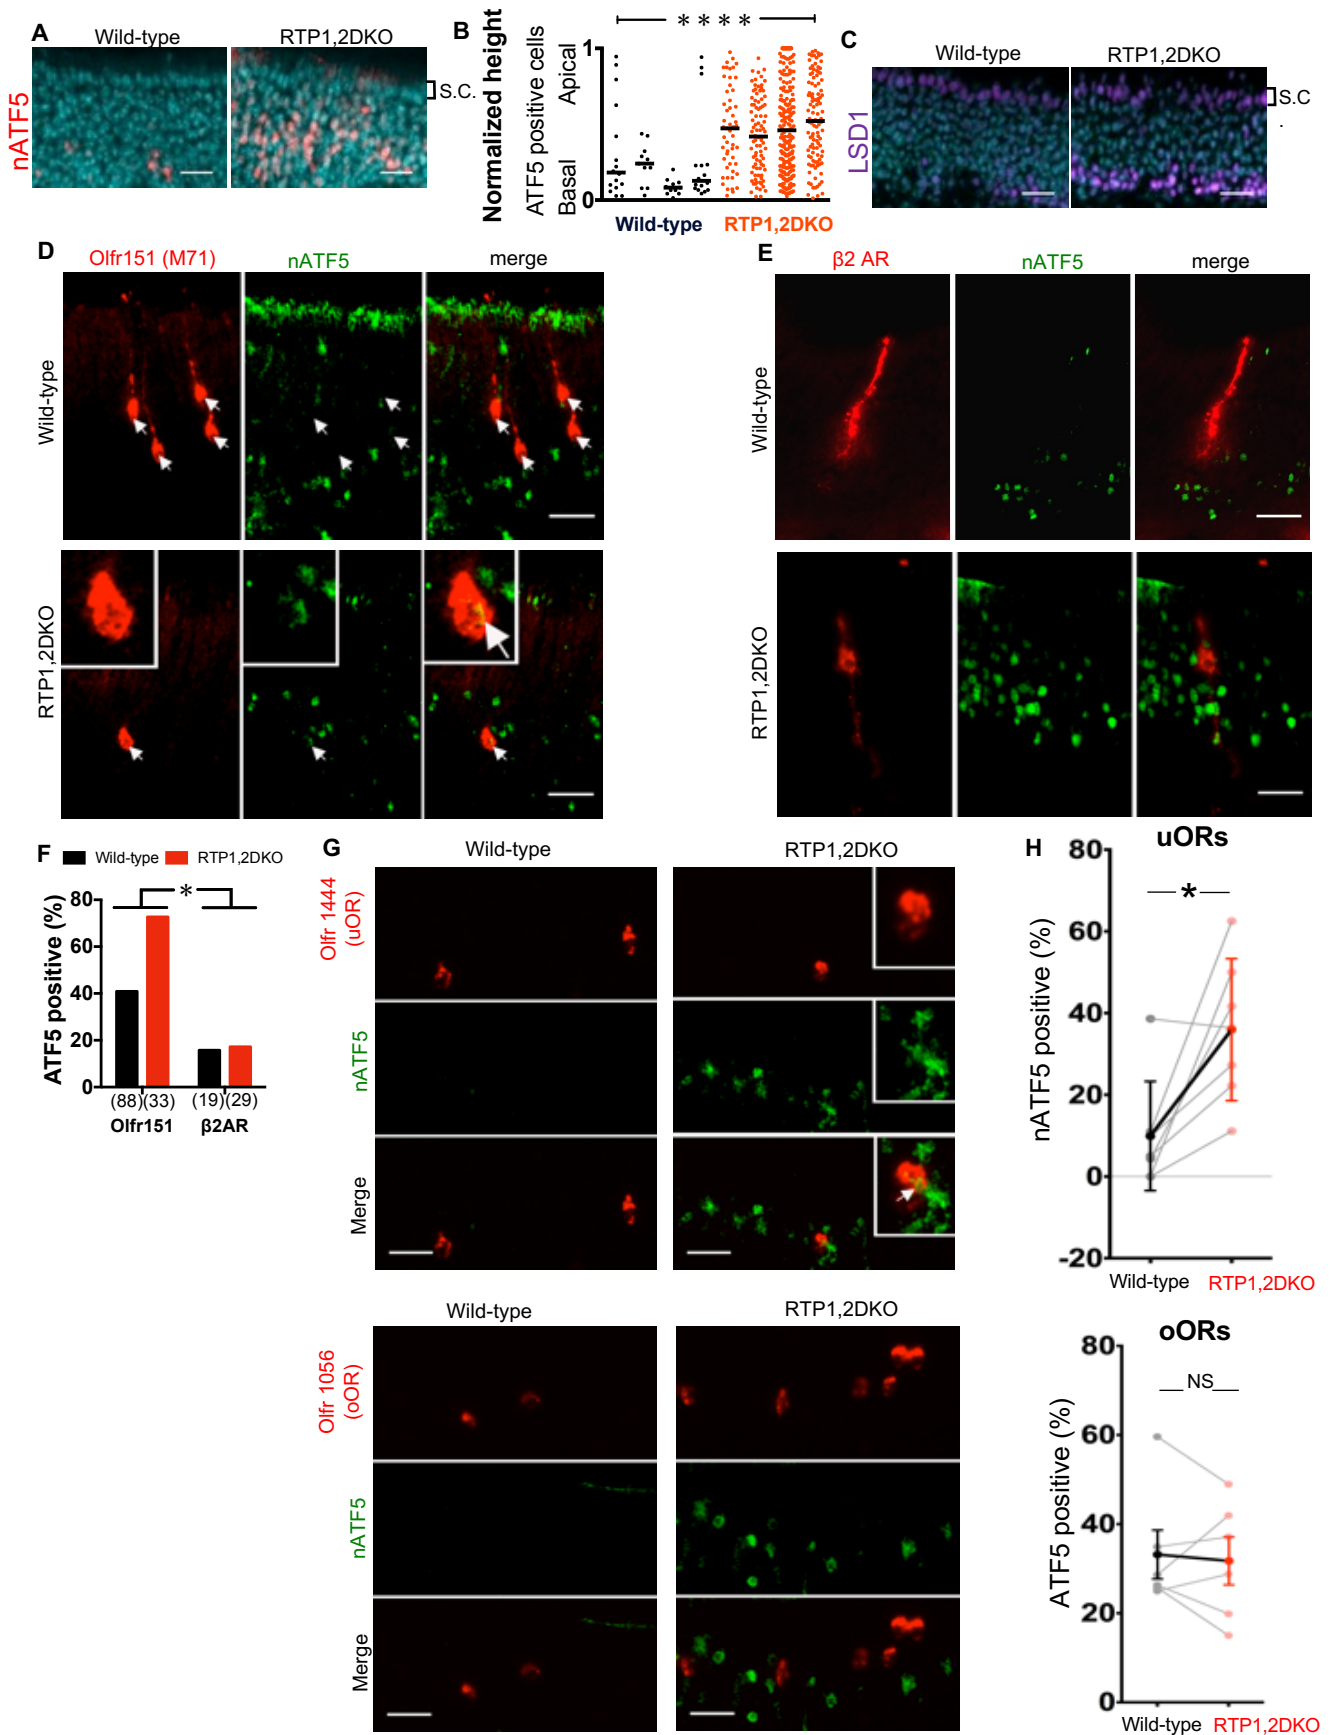 A
Wild-type
RTP1,2DKO
nATF5
S.C.
B
Normalized height
ATF5 positive cells
Basal
Apical
1
0
* * * *
Wild-type
RTP1,2DKO
C
Wild-type
RTP1,2DKO
LSD1
S.C
.
D
Olfr151 (M71)
nATF5
merge
Wild-type
RTP1,2DKO
E
β2 AR
nATF5
merge
Wild-type
RTP1,2DKO
F
Wild-type
RTP1,2DKO
ATF5 positive (%)
80
60
40
20
0
*
(88)(33)
(19)(29)
Olfr151
β2AR
G
Wild-type
RTP1,2DKO
Olfr 1444
(uOR)
nATF5
Merge
Wild-type
RTP1,2DKO
Olfr 1056
(oOR)
nATF5
Merge
H
uORs
nATF5 positive (%)
80
60
40
20
0
-20
*
Wild-type
RTP1,2DKO
oORs
ATF5 positive (%)
80
60
40
20
0
NS
Wild-type
RTP1,2DKO